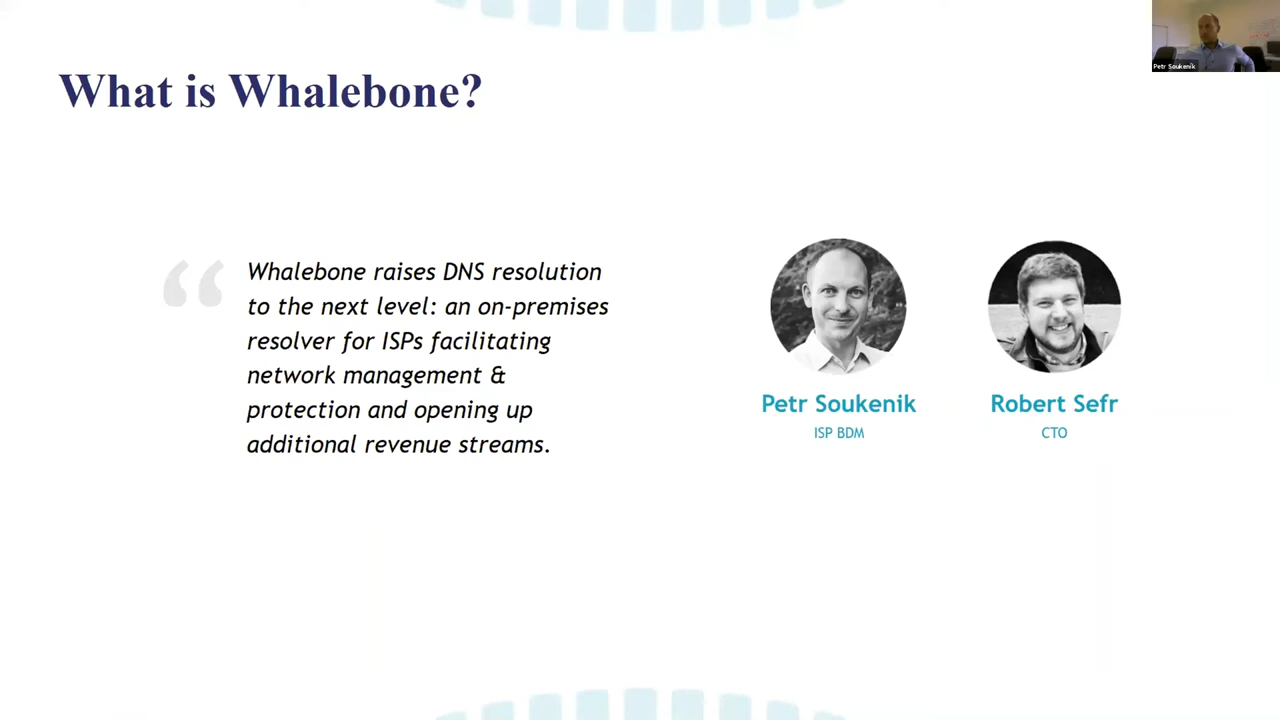 What is Whalebone?
Petr Soukenik
“
Whalebone raises DNS resolution
to the next level: an on-premises
resolver for ISPs facilitating
network management &
protection and opening up
additional revenue streams.
Petr Soukenik
ISP BDM
Robert Sefr
CTO